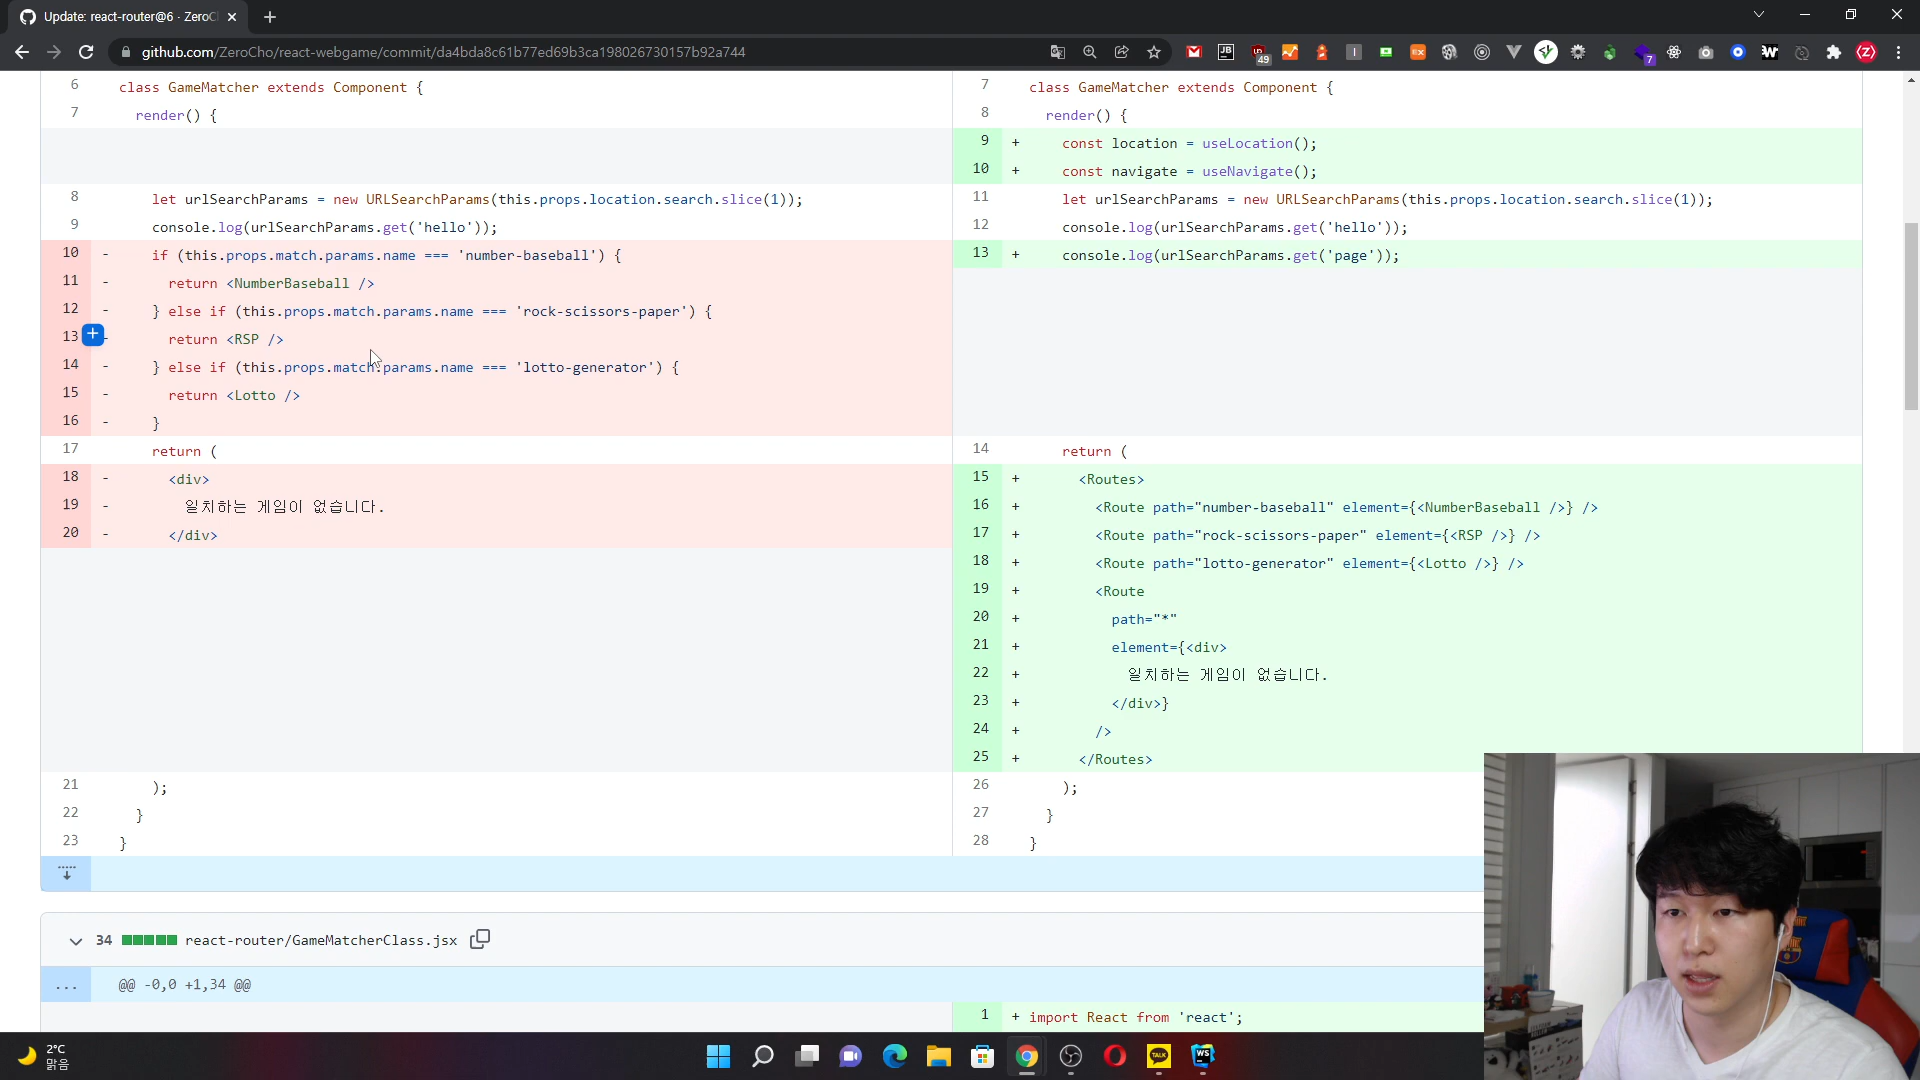 Update: react-router@6 · ZeroC
github.com/ZeroCho/react-webgame/commit/da4bda8c61b77ed69b3ca198026730157b92a744
6 class GameMatcher extends Component {
7 render() {
8 let urlSearchParams = new URLSearchParams(this.props.location.search.slice(1));
9 console.log(urlSearchParams.get('hello'));
10 - if (this.props.match.params.name === 'number-baseball') {
11 - return <NumberBaseball />
12 - } else if (this.props.match.params.name === 'rock-scissors-paper') {
13 - return <RSP />
14 - } else if (this.props.match.params.name === 'lotto-generator') {
15 - return <Lotto />
16 - }
17 return (
18 - <div>
19 - 일치하는 게임이 없습니다.
20 - </div>
21 );
22 }
23 }
7 class GameMatcher extends Component {
8 render() {
9 + const location = useLocation();
10 + const navigate = useNavigate();
11 let urlSearchParams = new URLSearchParams(this.props.location.search.slice(1));
12 console.log(urlSearchParams.get('hello'));
13 + console.log(urlSearchParams.get('page'));
14 return (
15 + <Routes>
16 + <Route path="number-baseball" element={<NumberBaseball />} />
17 + <Route path="rock-scissors-paper" element={<RSP />} />
18 + <Route path="lotto-generator" element={<Lotto />} />
19 + <Route
20 + path="*"
21 + element={<div>
22 + 일치하는 게임이 없습니다.
23 + </div>}
24 + />
25 + </Routes>
26 );
27 }
28 }
34 react-router/GameMatcherClass.jsx
... @@ -0,0 +1,34 @@
1 + import React from 'react';
2°C
맑음